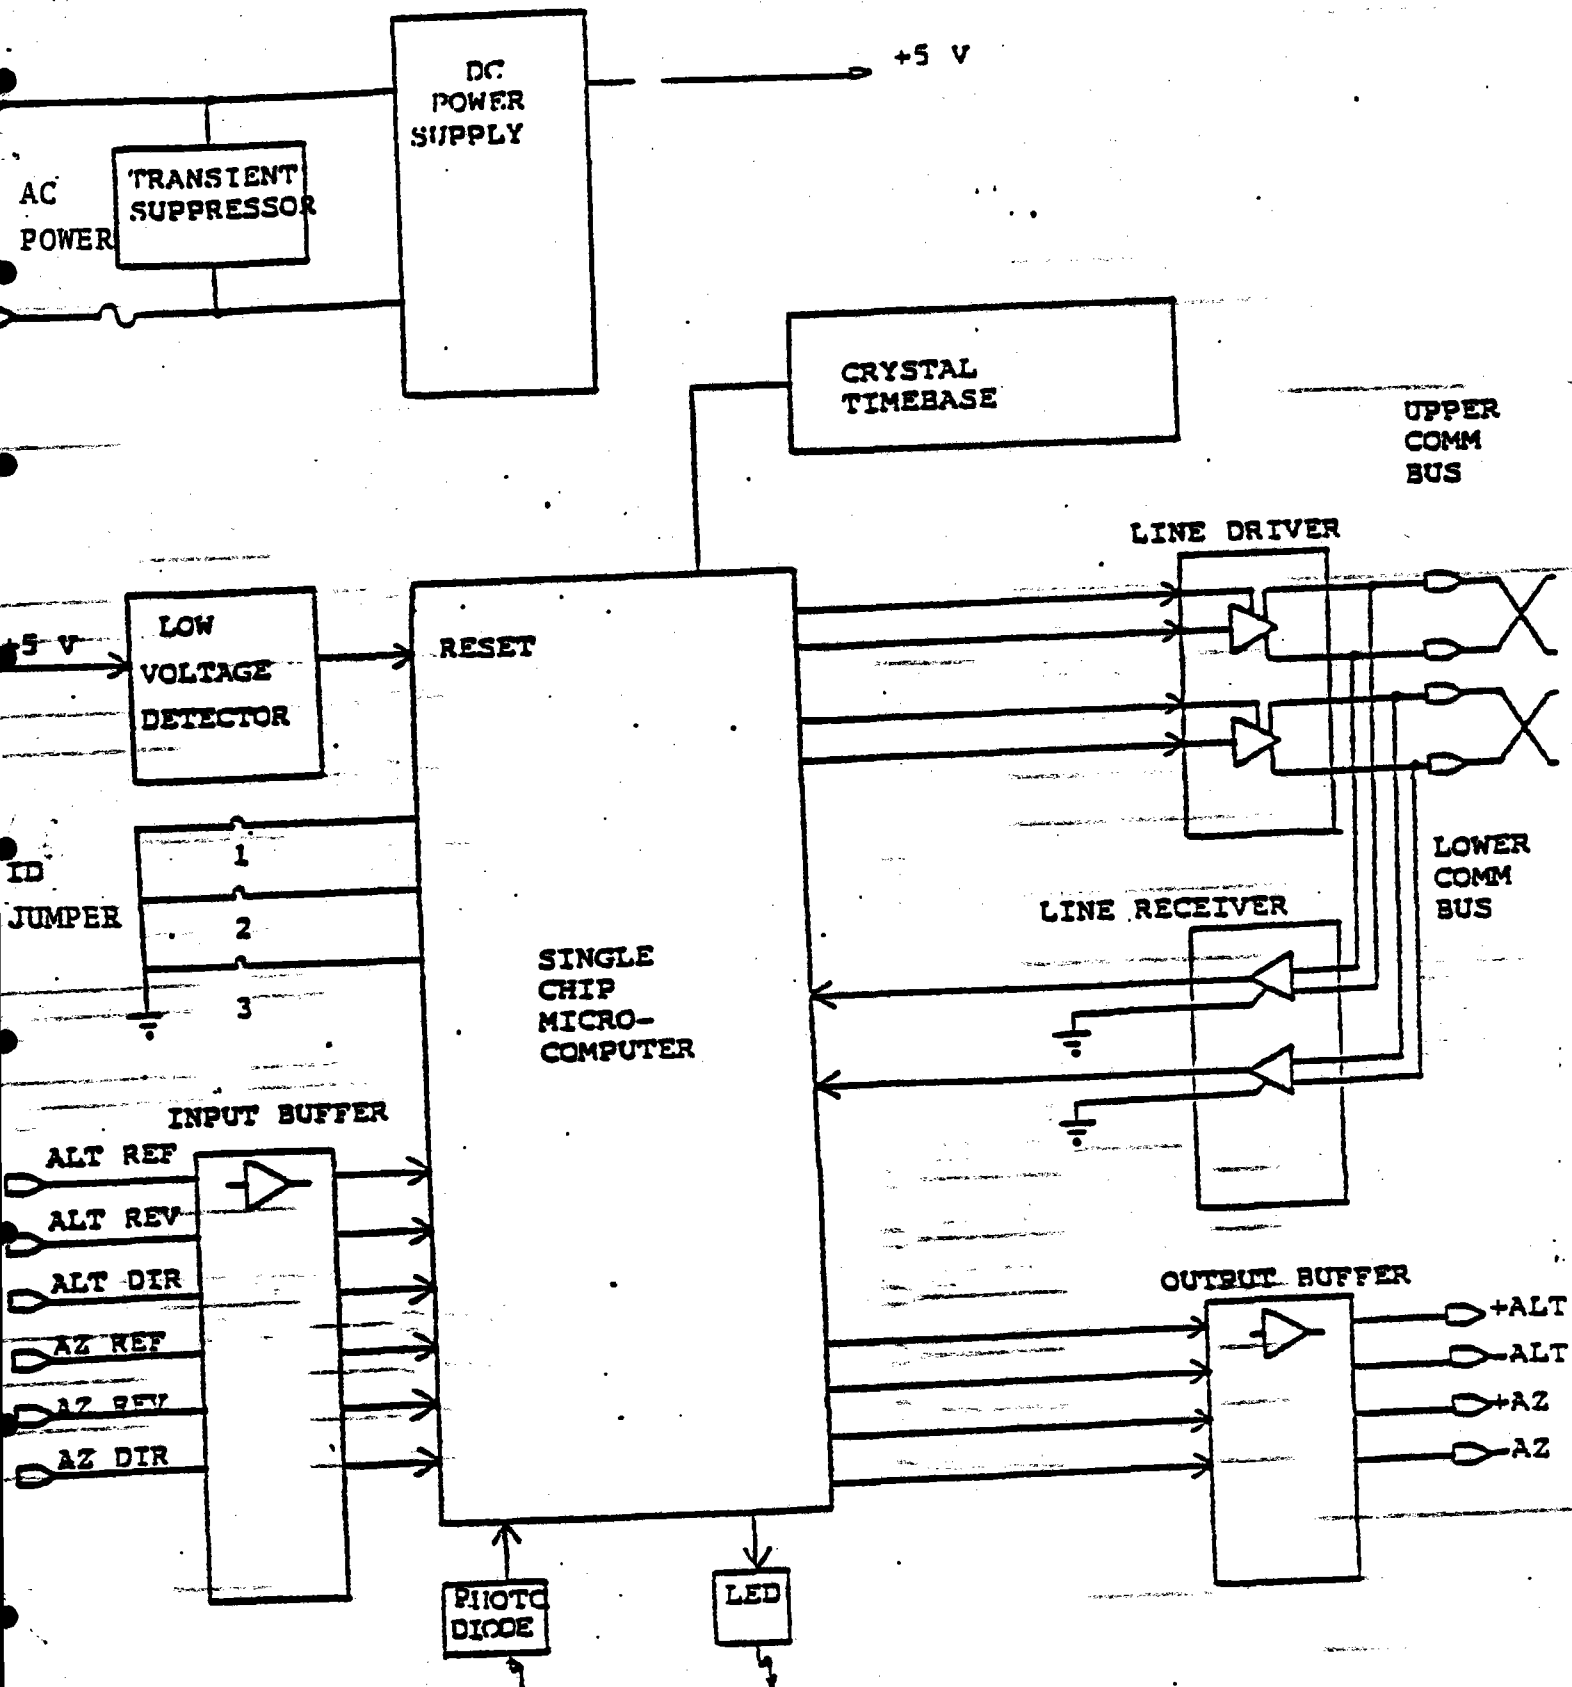 +5 V
DC
POWER
SUPPLY
TRANSIENT
SUPPRESSOR
AC
POWER
CRYSTAL
TIMEBASE
UPPER
COMM
BUS
LINE DRIVER
LOW
VOLTAGE
DETECTOR
+5 V
RESET
1
ID
JUMPER
2
3
LOWER
COMM
BUS
LINE RECEIVER
SINGLE
CHIP
MICRO-
COMPUTER
INPUT BUFFER
ALT REF
ALT REV
ALT DIR
AZ REF
AZ REV
AZ DIR
OUTPUT BUFFER
+ALT
-ALT
+AZ
-AZ
PHOTO
DIODE
LED